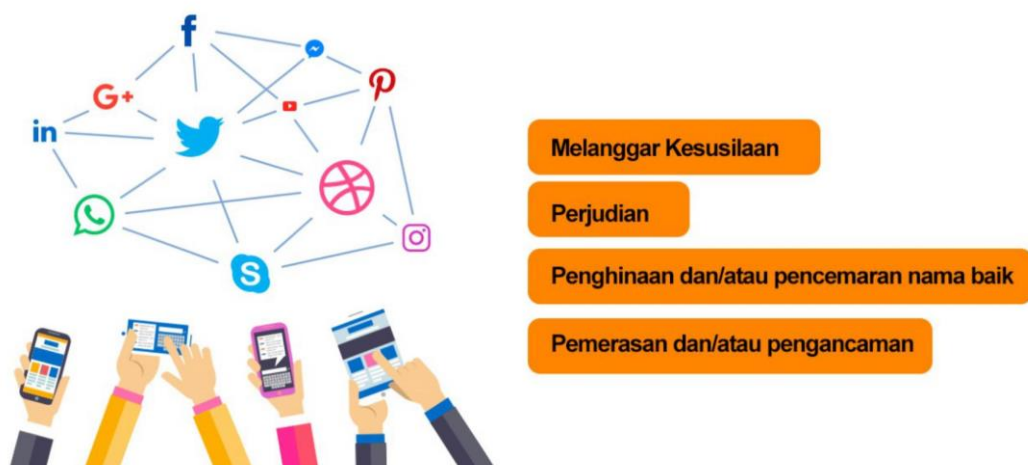 Melanggar Kesusilaan
Perjudian
Penghinaan dan/atau pencemaran nama baik
Pemerasan dan/atau pengancaman